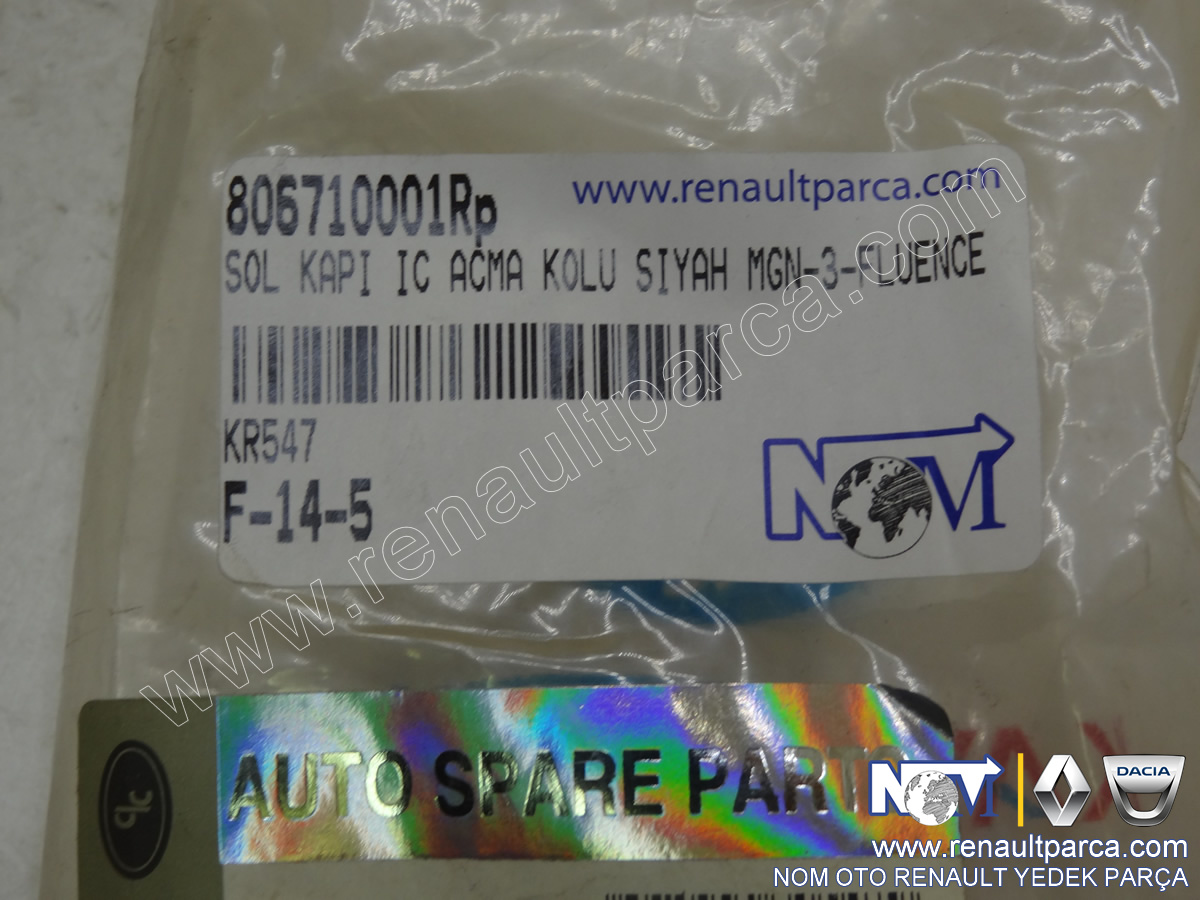 806710001Rp
www.renaultparca.com
SOL KAPI IC ACMA KOLU SIYAH MGN-3-FLUENCE
KR547
F-14-5
NOM
www.renaultparca.com
AUTO SPARE PARTS
NOM
DACIA
www.renaultparca.com
NOM OTO RENAULT YEDEK PARÇA